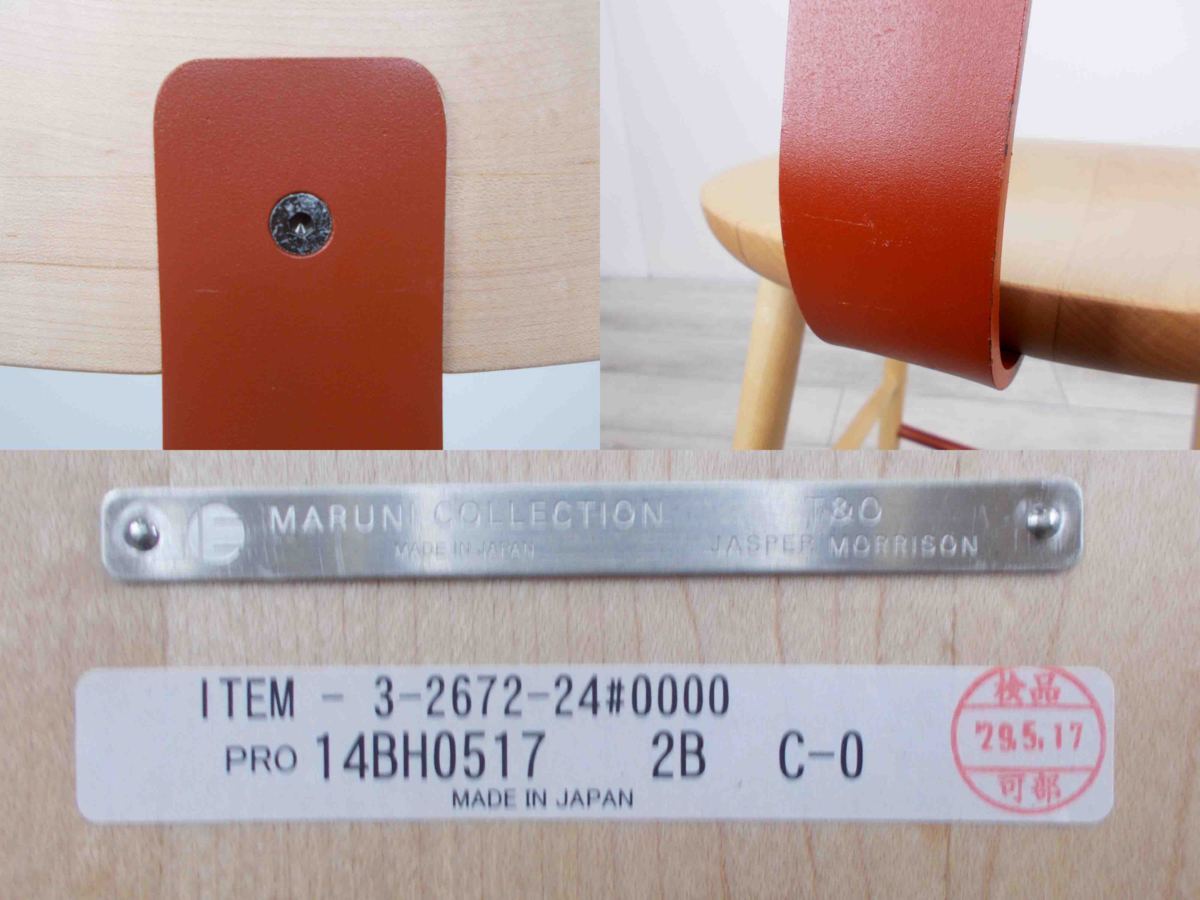 MARUNI COLLECTION
MADE IN JAPAN
T&O
JASPER MORRISON
ITEM - 3-2672-24#0000
PRO 14BH0517 2B C-0
MADE IN JAPAN
検品
'29.5.17
可部